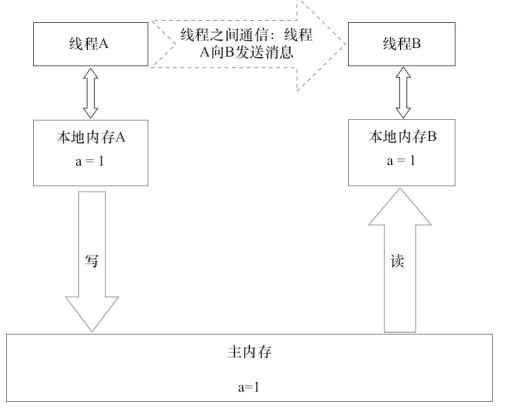 线程A
线程之间通信：线程
A向B发送消息
线程B
本地内存A
a = 1
本地内存B
a = 1
写
读
主内存
a=1